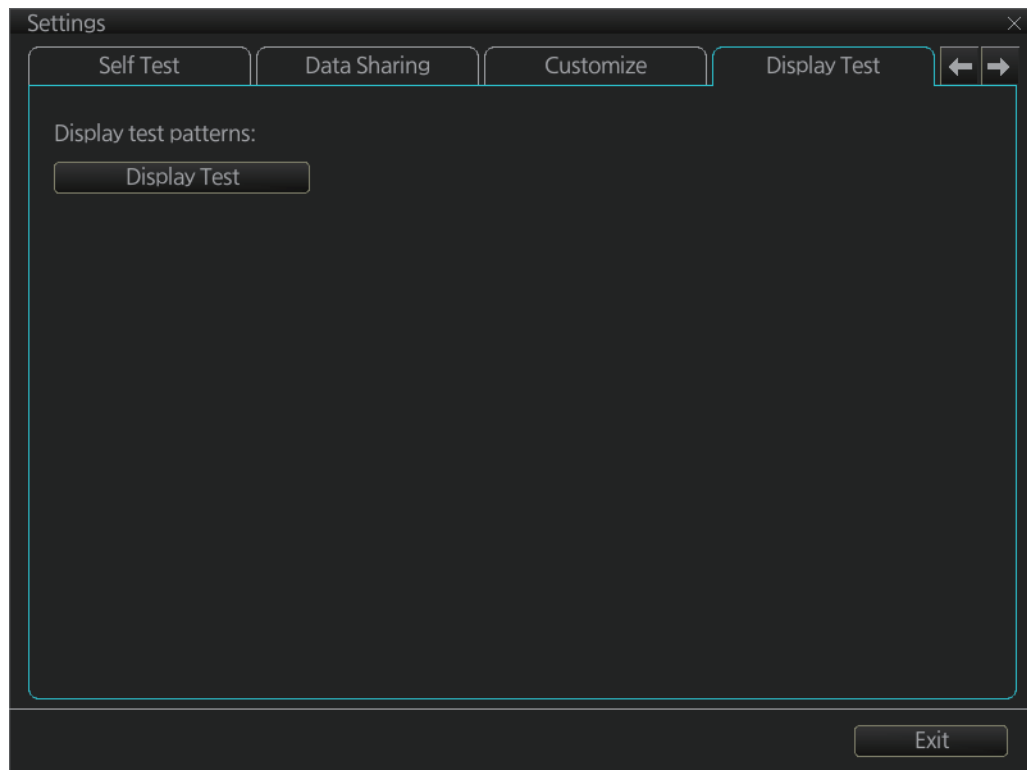 Settings
Self Test
Data Sharing
Customize
Display Test
Display test patterns:
Display Test
Exit